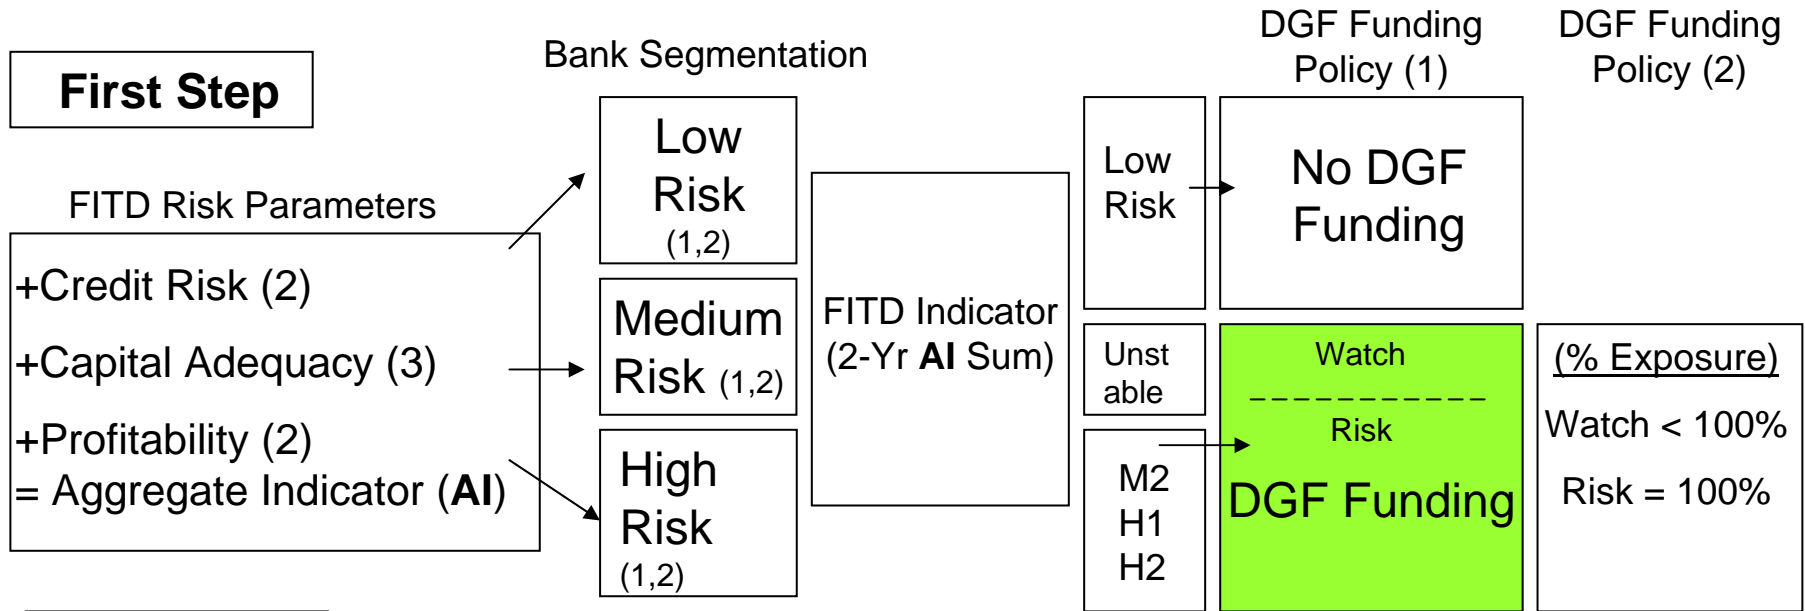 First Step
Bank Segmentation
DGF Funding
Policy (1)
DGF Funding
Policy (2)
FITD Risk Parameters
+Credit Risk (2)
+Capital Adequacy (3)
+Profitability (2)
= Aggregate Indicator (AI)
Low
Risk
(1,2)
Medium
Risk (1,2)
High
Risk
(1,2)
FITD Indicator
(2-Yr AI Sum)
Low
Risk
Unst
able
M2
H1
H2
No DGF
Funding
Watch
Risk
DGF Funding
(% Exposure)
Watch < 100%
Risk = 100%